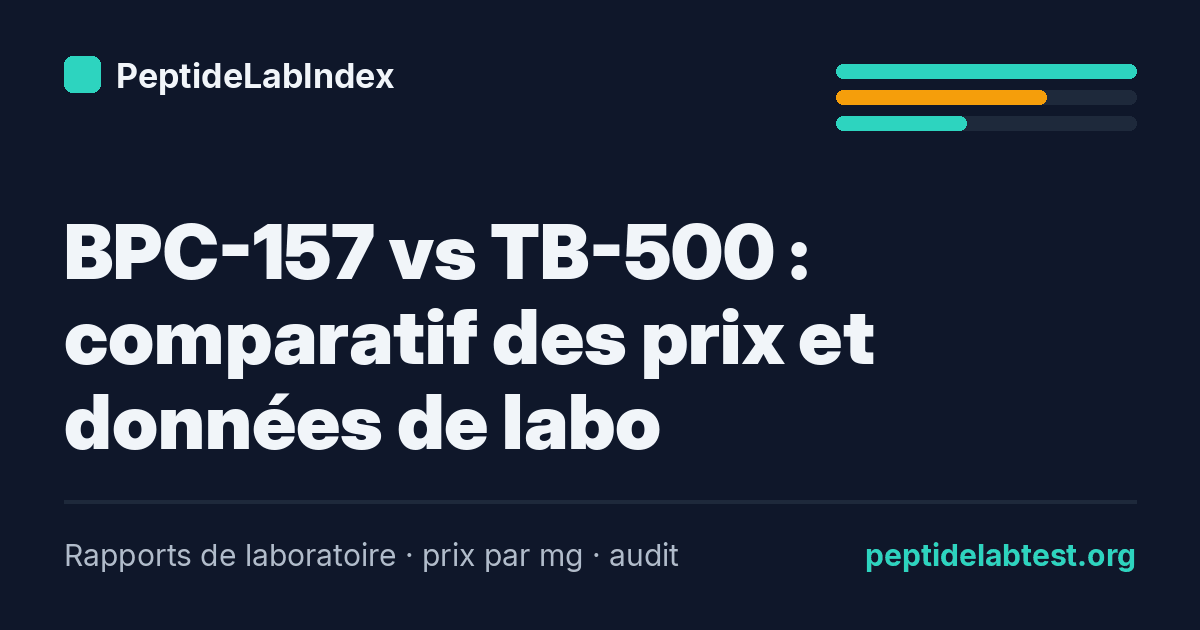 PeptideLabIndex
BPC-157 vs TB-500 :
comparatif des prix et
données de labo
Rapports de laboratoire · prix par mg · audit
peptidelabtest.org